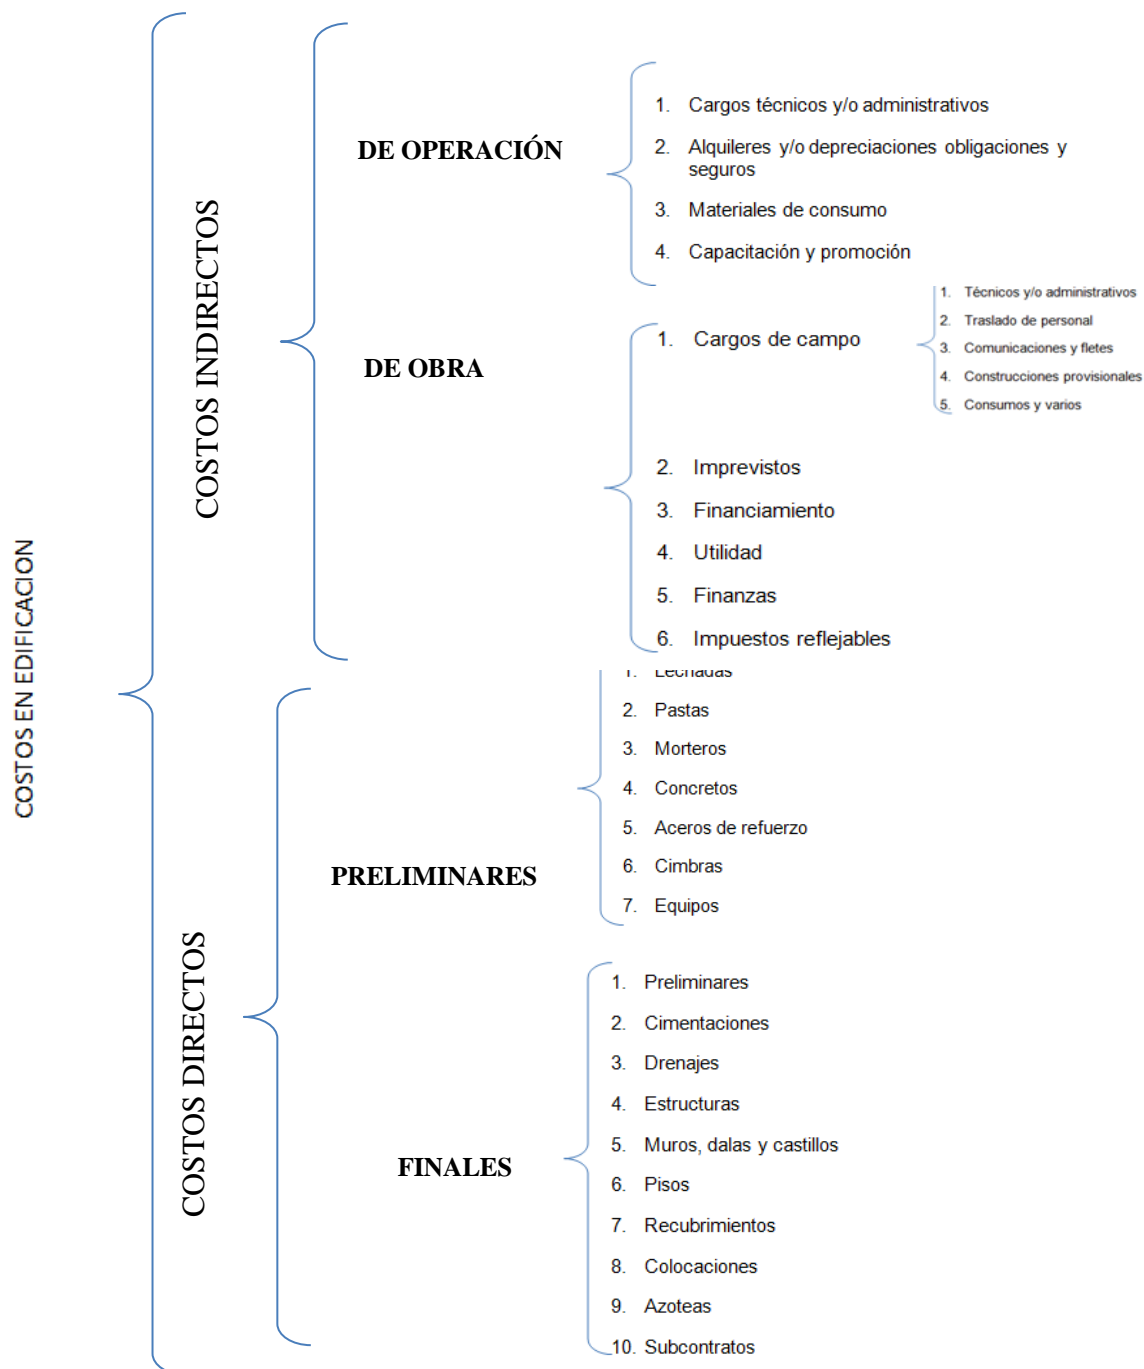 COSTOS EN EDIFICACION
COSTOS INDIRECTOS
DE OPERACIÓN
1. Cargos técnicos y/o administrativos
2. Alquileres y/o depreciaciones obligaciones y
seguros
3. Materiales de consumo
4. Capacitación y promoción
DE OBRA
1. Cargos de campo
1. Técnicos y/o administrativos
2. Traslado de personal
3. Comunicaciones y fletes
4. Construcciones provisionales
5. Consumos y varios
2. Imprevistos
3. Financiamiento
4. Utilidad
5. Finanzas
6. Impuestos reflejables
COSTOS DIRECTOS
PRELIMINARES
1. Lechadas
2. Pastas
3. Morteros
4. Concretos
5. Aceros de refuerzo
6. Cimbras
7. Equipos
FINALES
1. Preliminares
2. Cimentaciones
3. Drenajes
4. Estructuras
5. Muros, dalas y castillos
6. Pisos
7. Recubrimientos
8. Colocaciones
9. Azoteas
10. Subcontratos